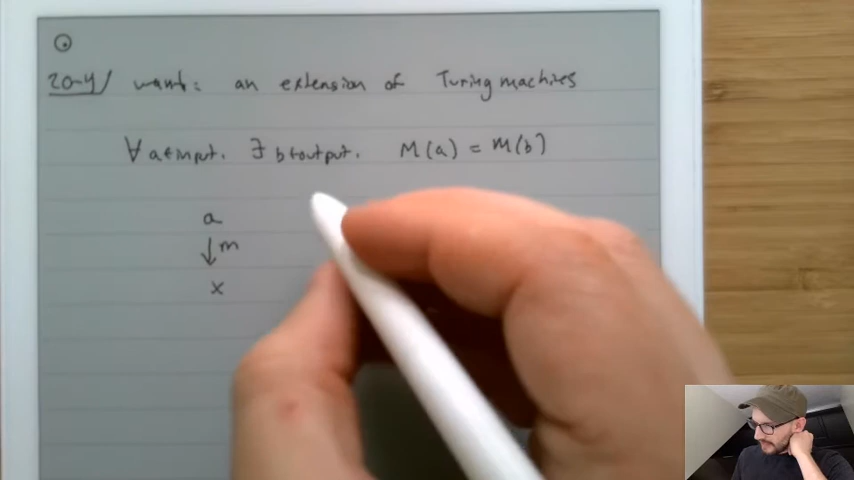 20-4/ want: an extension of Turing machines
∀ a∈input. ∃ b∈output. M(a) = M(b)
a
↓ m
x